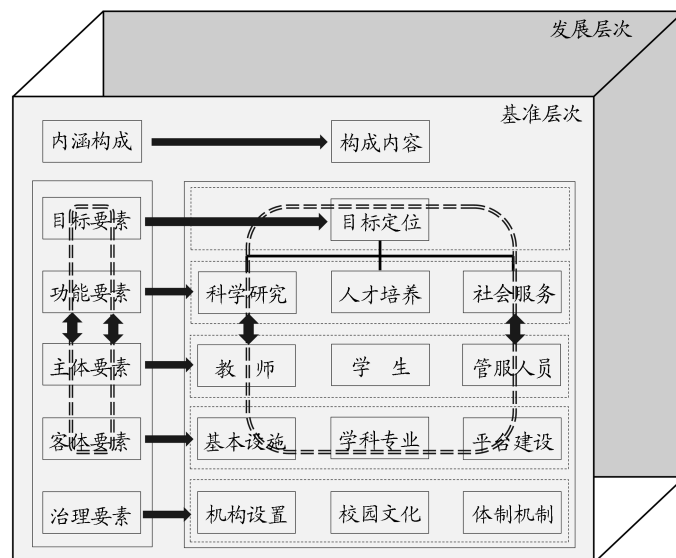 发展层次
基准层次
内涵构成 构成内容
目标要素 目标定位
功能要素 科学研究 人才培养 社会服务
主体要素 教 师 学 生 管服人员
客体要素 基本设施 学科专业 平台建设
治理要素 机构设置 校园文化 体制机制